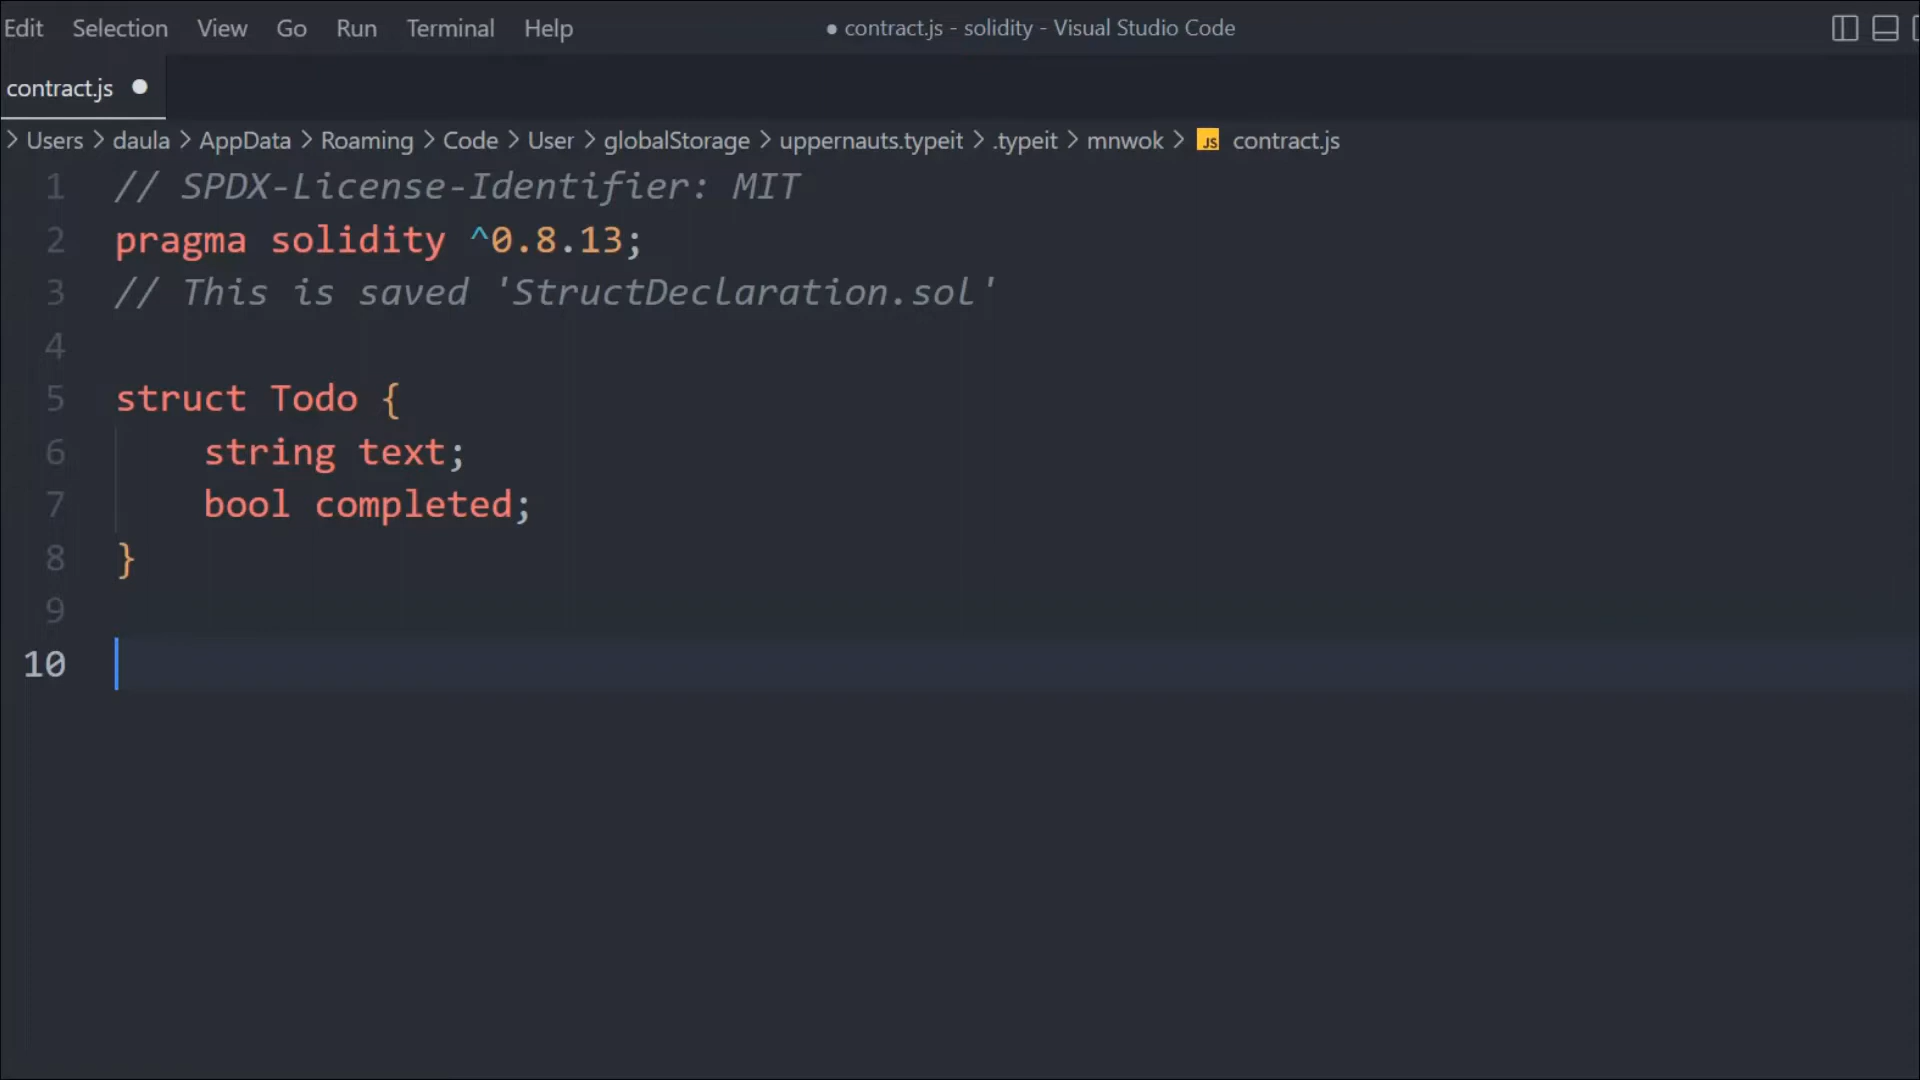 Edit Selection View Go Run Terminal Help ● contract.js - solidity - Visual Studio Code
contract.js ●
> Users > daula > AppData > Roaming > Code > User > globalStorage > uppernauts.typeit > .typeit > mnwok > JS contract.js
1 // SPDX-License-Identifier: MIT
2 pragma solidity ^0.8.13;
3 // This is saved 'StructDeclaration.sol'
4
5 struct Todo {
6     string text;
7     bool completed;
8 }
9
10